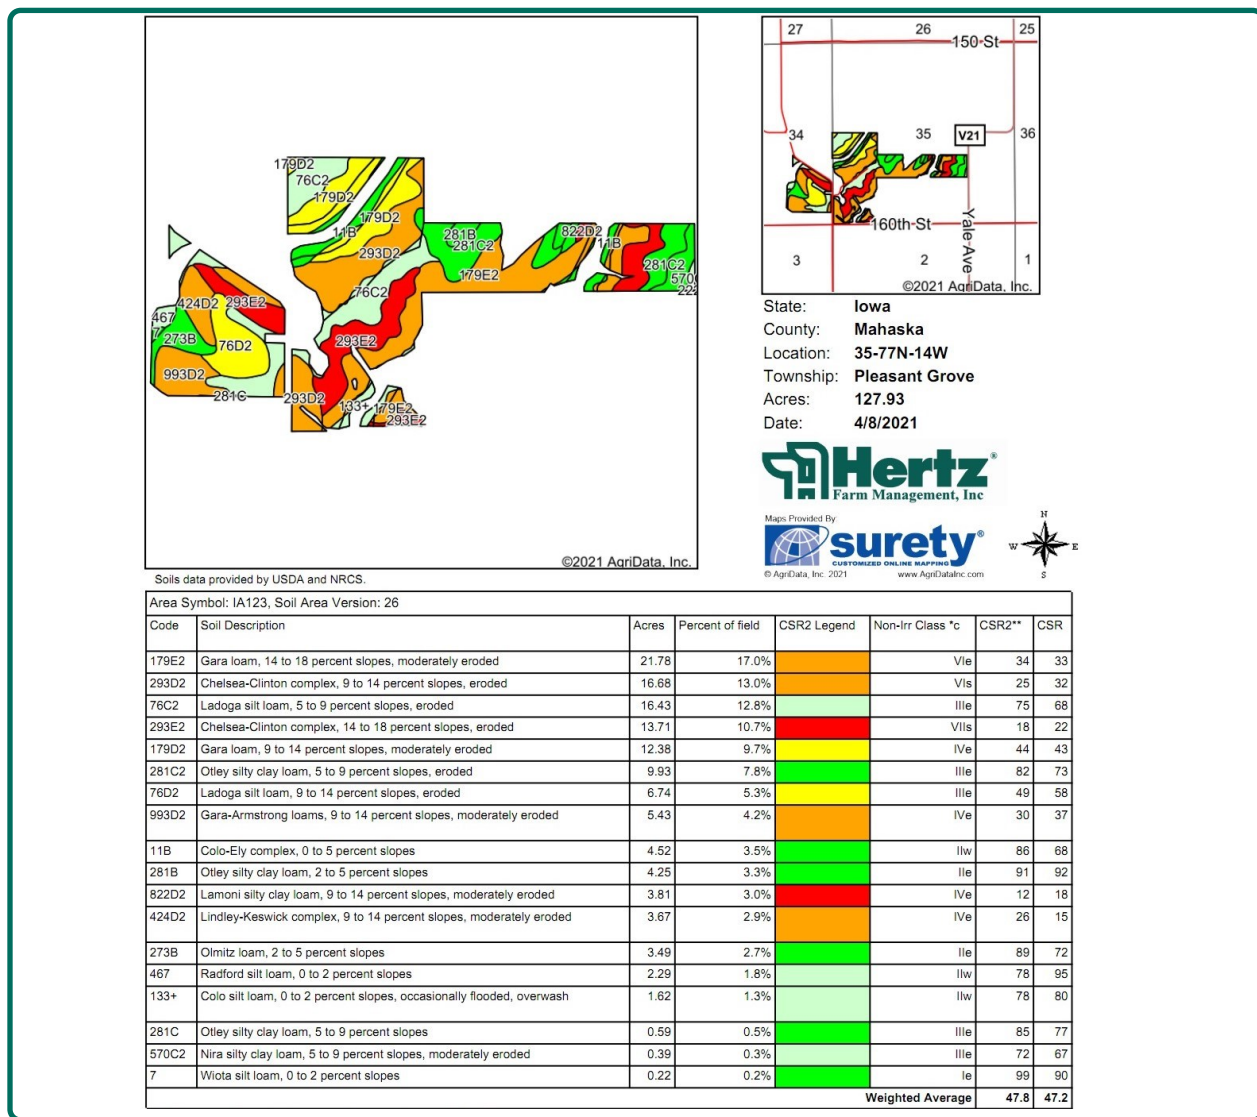 179D2
76C2
179D2
179D2
11B
293D2
281B
281C2
179E2
822D2
11B
281C2
570
222
76C2
424D2
293E2
467
7
273B
76D2
293E2
993D2
281C
293D2
133+
179E2
293E2
©2021 AgriData, Inc.
27
26
25
150 St
34
35
V21
36
160th St
Yale Ave
3
2
1
©2021 AgriData, Inc.
State: Iowa
County: Mahaska
Location: 35-77N-14W
Township: Pleasant Grove
Acres: 127.93
Date: 4/8/2021
Hertz®
Farm Management, Inc
Maps Provided By
surety®
CUSTOMIZED ONLINE MAPPING
© AgriData, Inc. 2021 www.AgriDataInc.com
N
W E
S
Soils data provided by USDA and NRCS.
Area Symbol: IA123, Soil Area Version: 26
Code Soil Description Acres Percent of field CSR2 Legend Non-Irr Class *c CSR2** CSR
179E2 Gara loam, 14 to 18 percent slopes, moderately eroded 21.78 17.0% VIe 34 33
293D2 Chelsea-Clinton complex, 9 to 14 percent slopes, eroded 16.68 13.0% VIs 25 32
76C2 Ladoga silt loam, 5 to 9 percent slopes, eroded 16.43 12.8% IIIe 75 68
293E2 Chelsea-Clinton complex, 14 to 18 percent slopes, eroded 13.71 10.7% VIIs 18 22
179D2 Gara loam, 9 to 14 percent slopes, moderately eroded 12.38 9.7% IVe 44 43
281C2 Otley silty clay loam, 5 to 9 percent slopes, eroded 9.93 7.8% IIIe 82 73
76D2 Ladoga silt loam, 9 to 14 percent slopes, eroded 6.74 5.3% IIIe 49 58
993D2 Gara-Armstrong loams, 9 to 14 percent slopes, moderately eroded 5.43 4.2% IVe 30 37
11B Colo-Ely complex, 0 to 5 percent slopes 4.52 3.5% IIw 86 68
281B Otley silty clay loam, 2 to 5 percent slopes 4.25 3.3% IIe 91 92
822D2 Lamoni silty clay loam, 9 to 14 percent slopes, moderately eroded 3.81 3.0% IVe 12 18
424D2 Lindley-Keswick complex, 9 to 14 percent slopes, moderately eroded 3.67 2.9% IVe 26 15
273B Olmitz loam, 2 to 5 percent slopes 3.49 2.7% IIe 89 72
467 Radford silt loam, 0 to 2 percent slopes 2.29 1.8% IIw 78 95
133+ Colo silt loam, 0 to 2 percent slopes, occasionally flooded, overwash 1.62 1.3% IIw 78 80
281C Otley silty clay loam, 5 to 9 percent slopes 0.59 0.5% IIIe 85 77
570C2 Nira silty clay loam, 5 to 9 percent slopes, moderately eroded 0.39 0.3% IIIe 72 67
7 Wiota silt loam, 0 to 2 percent slopes 0.22 0.2% Ie 99 90
Weighted Average 47.8 47.2